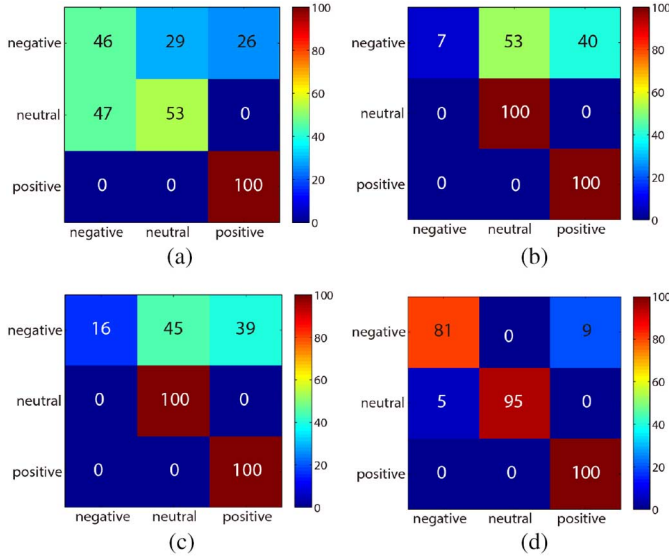 100
negative 46 29 26
80
60
neutral 47 53 0
40
20
positive 0 0 100
0
negative neutral positive
(a)
100
negative 7 53 40
80
60
neutral 0 100 0
40
20
positive 0 0 100
0
negative neutral positive
(b)
100
negative 16 45 39
80
60
neutral 0 100 0
40
20
positive 0 0 100
0
negative neutral positive
(c)
100
negative 81 0 9
80
60
neutral 5 95 0
40
20
positive 0 0 100
0
negative neutral positive
(d)